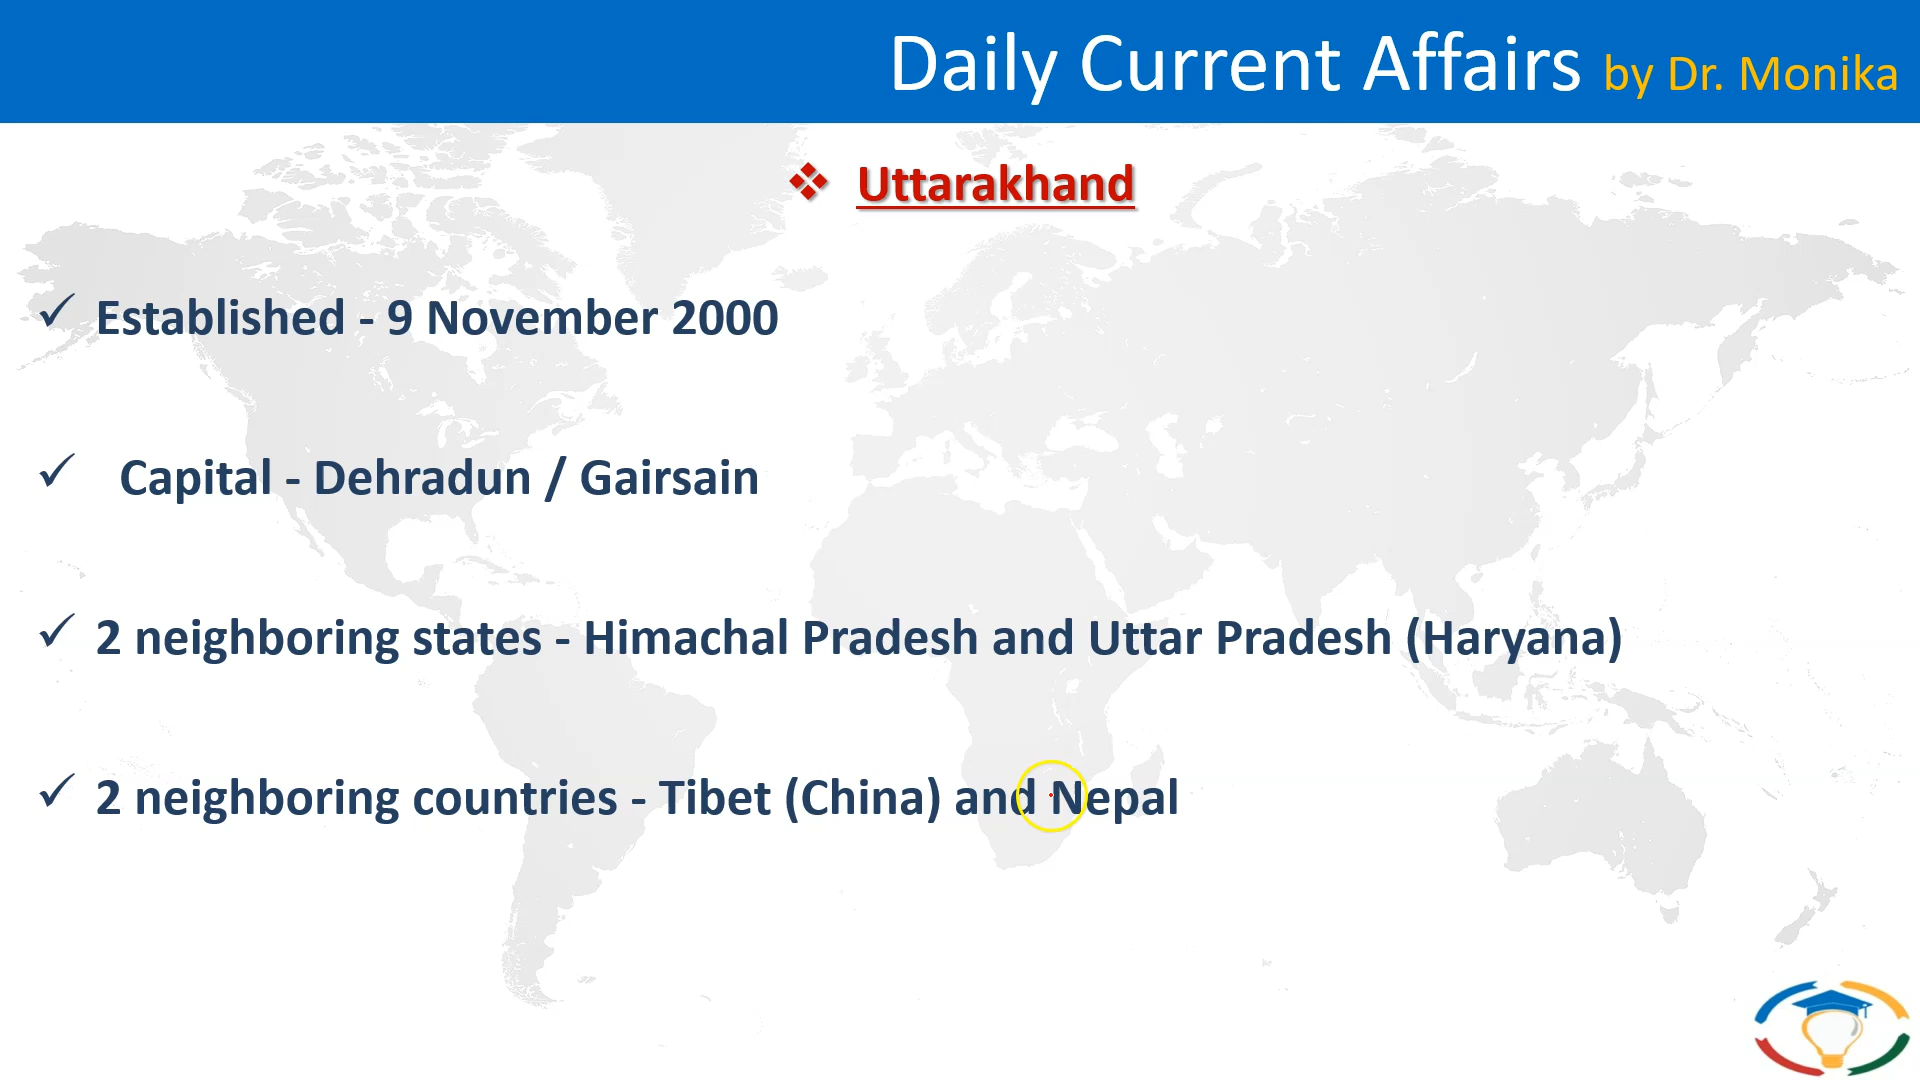 Daily Current Affairs by Dr. Monika
❖ Uttarakhand
✓ Established - 9 November 2000
✓ Capital - Dehradun / Gairsain
✓ 2 neighboring states - Himachal Pradesh and Uttar Pradesh (Haryana)
✓ 2 neighboring countries - Tibet (China) and Nepal